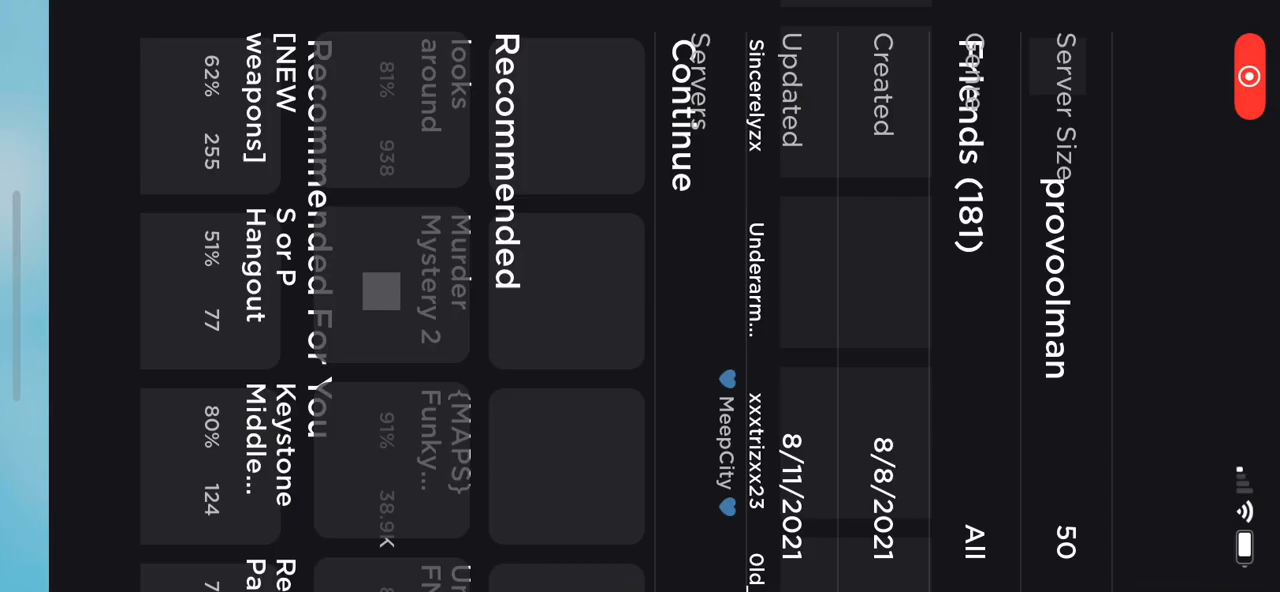 Server Size
50
provoolman
Genre
All
Friends (181)
Created
8/8/2021
Updated
8/11/2021
Sincerelyzx
Underarm...
xxxtrizxx23
💙 MeepCity 💙
Servers
Continue
Recommended
looks
around
81%
938
Murder
Mystery 2
{MAPS}
Funky...
91%
38.9K
Recommended For You
[NEW
weapons]
62%
255
S or P
Hangout
51%
77
Keystone
Middle...
80%
124